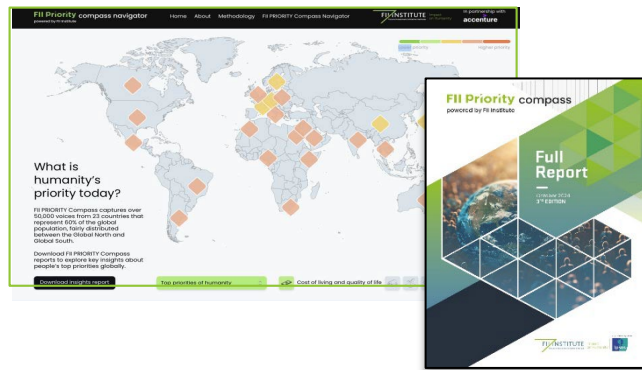 FII Priority compass navigator
powered by FII Institute
Home About Methodology FII PRIORITY Compass Navigator
FII INSTITUTE
In partnership with
accenture
priority
Higher priority
What is
humanity's
priority today?
FII PRIORITY Compass captures over
50,000 voices from 23 countries that
represent 60% of the global
population, fairly distributed
between the Global North and
Global South.
Download FII PRIORITY Compass
reports to explore key insights about
people's top priorities globally.
Download insights report
Top priorities of humanity
Cost of living and quality of life
FII Priority compass
powered by FII Institute
Full
Report
2024
3RD EDITION
FII INSTITUTE